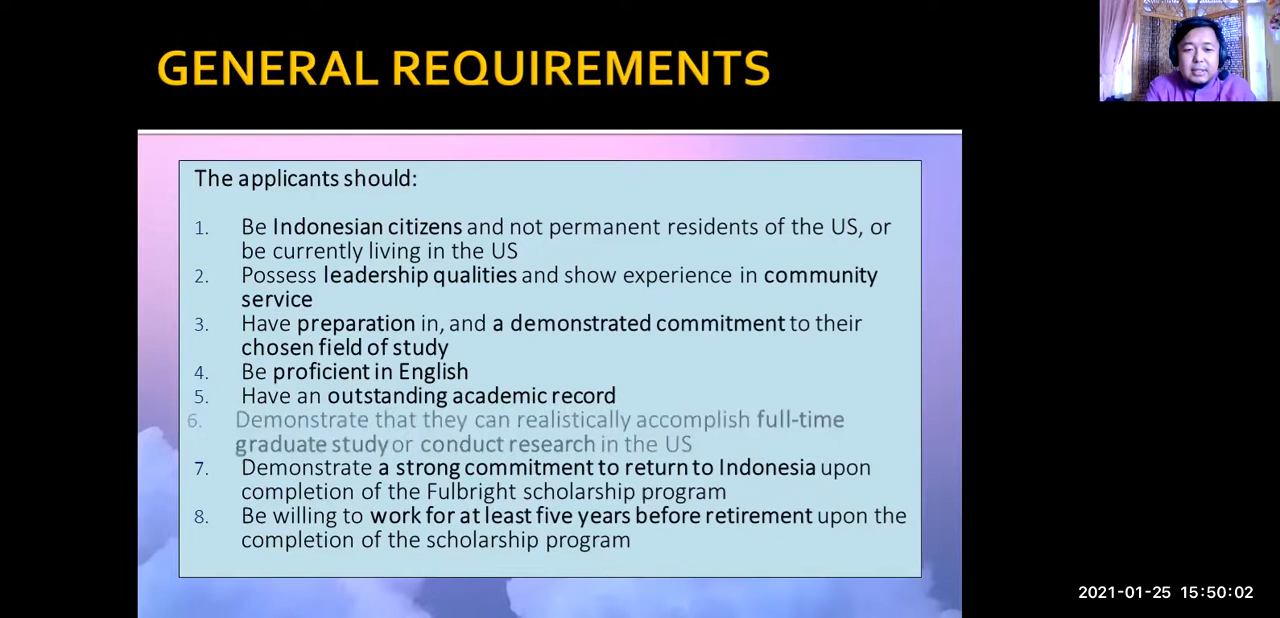 GENERAL REQUIREMENTS
The applicants should:
1. Be Indonesian citizens and not permanent residents of the US, or
be currently living in the US
2. Possess leadership qualities and show experience in community
service
3. Have preparation in, and a demonstrated commitment to their
chosen field of study
4. Be proficient in English
5. Have an outstanding academic record
6. Demonstrate that they can realistically accomplish full-time
graduate study or conduct research in the US
7. Demonstrate a strong commitment to return to Indonesia upon
completion of the Fulbright scholarship program
8. Be willing to work for at least five years before retirement upon the
completion of the scholarship program
2021-01-25 15:50:02